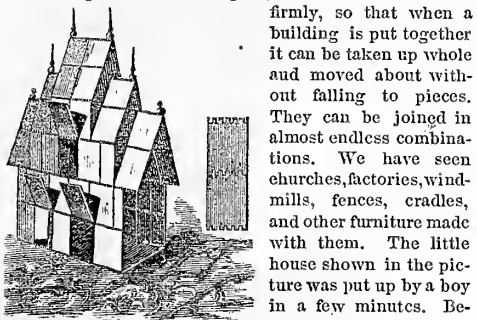 firmly, so that when a
building is put together
it can be taken up whole
and moved about with-
out falling to pieces.
They can be joined in
almost endless combina-
tions. We have seen
churches, factories, wind-
mills, fences, cradles,
and other furniture made
with them. The little
house shown in the pic-
ture was put up by a boy
in a few minutes. Be-